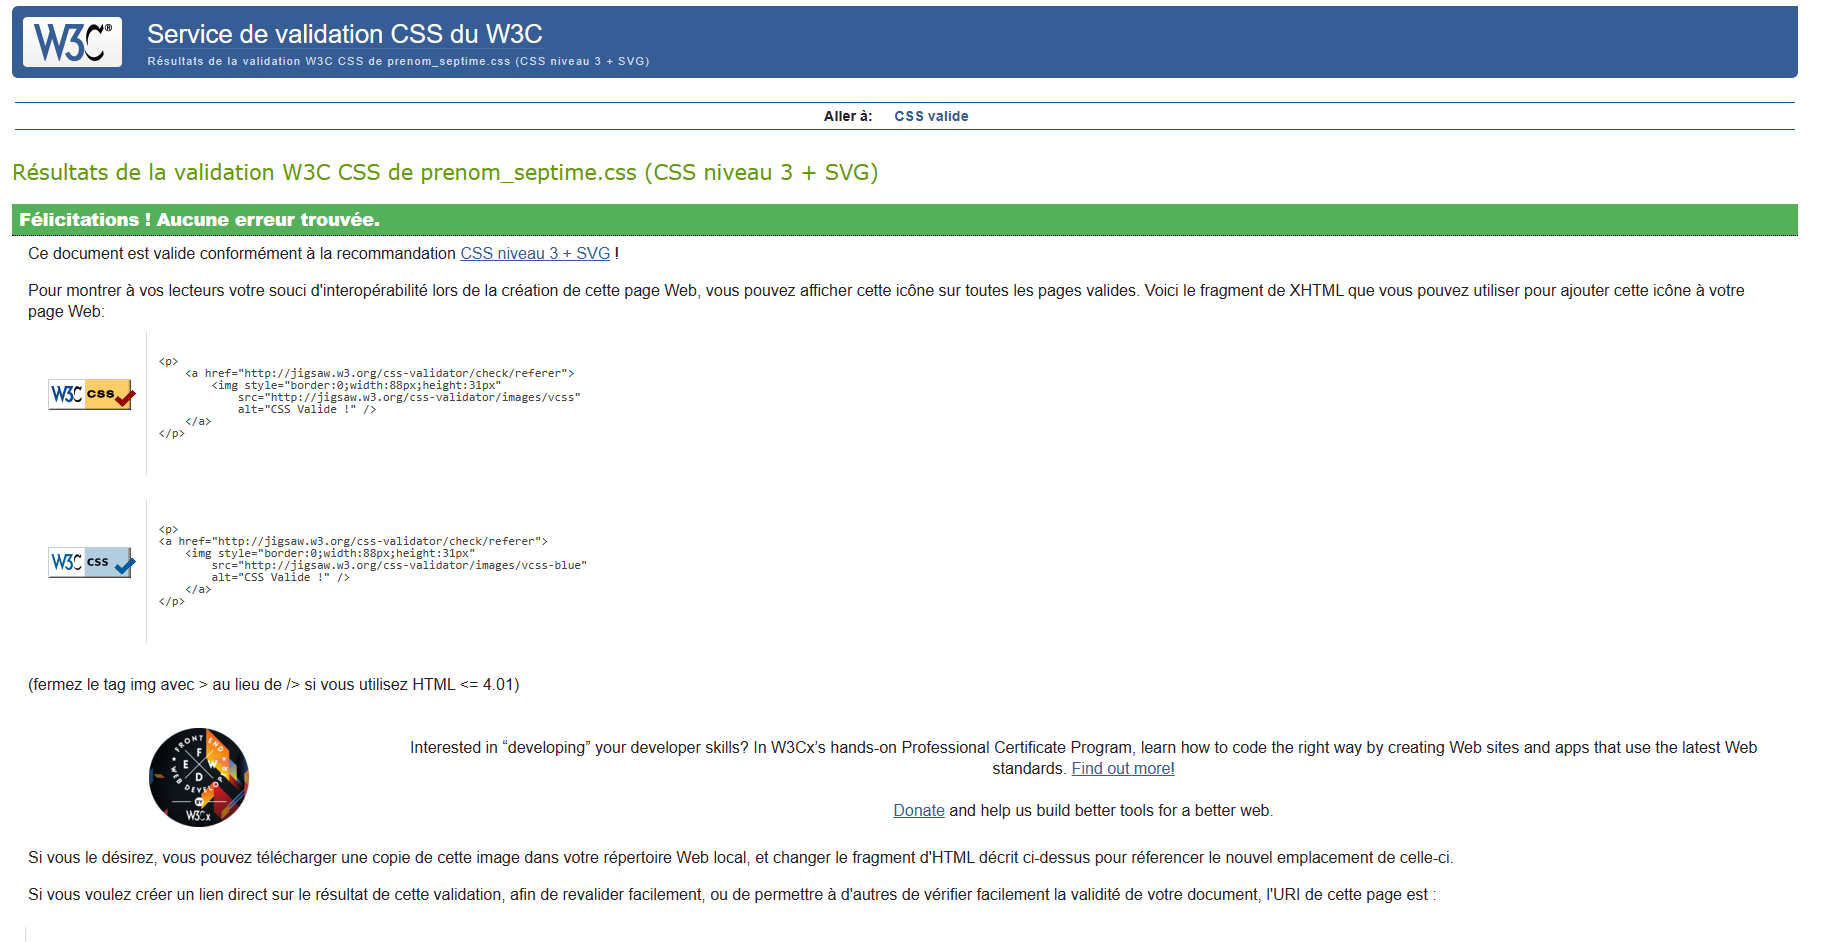 W3C®
Service de validation CSS du W3C
Résultats de la validation W3C CSS de prenom_septime.css (CSS niveau 3 + SVG)
Aller à: CSS valide
Résultats de la validation W3C CSS de prenom_septime.css (CSS niveau 3 + SVG)
Félicitations ! Aucune erreur trouvée.
Ce document est valide conformément à la recommandation CSS niveau 3 + SVG !
Pour montrer à vos lecteurs votre souci d'interopérabilité lors de la création de cette page Web, vous pouvez afficher cette icône sur toutes les pages valides. Voici le fragment de XHTML que vous pouvez utiliser pour ajouter cette icône à votre
page Web:
W3C css
<p>
<a href="http://jigsaw.w3.org/css-validator/check/referer">
<img style="border:0;width:88px;height:31px"
src="http://jigsaw.w3.org/css-validator/images/vcss"
alt="CSS Valide !" />
</a>
</p>
W3C css
<p>
<a href="http://jigsaw.w3.org/css-validator/check/referer">
<img style="border:0;width:88px;height:31px"
src="http://jigsaw.w3.org/css-validator/images/vcss-blue"
alt="CSS Valide !" />
</a>
</p>
(fermez le tag img avec > au lieu de /> si vous utilisez HTML <= 4.01)
FRONT END
F
E W
D
WEB DEVELOPER
W3Cx
Interested in “developing” your developer skills? In W3Cx’s hands-on Professional Certificate Program, learn how to code the right way by creating Web sites and apps that use the latest Web
standards. Find out more!
Donate and help us build better tools for a better web.
Si vous le désirez, vous pouvez télécharger une copie de cette image dans votre répertoire Web local, et changer le fragment d'HTML décrit ci-dessus pour réferencer le nouvel emplacement de celle-ci.
Si vous voulez créer un lien direct sur le résultat de cette validation, afin de revalider facilement, ou de permettre à d'autres de vérifier facilement la validité de votre document, l'URI de cette page est :